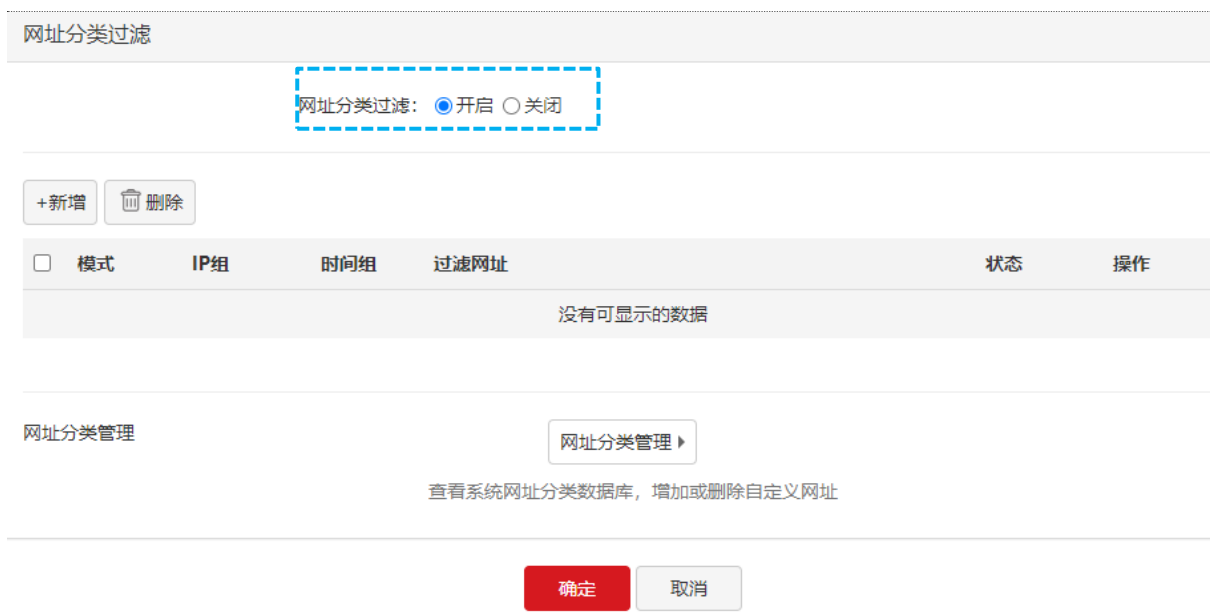 网址分类过滤
网址分类过滤： 开启 关闭
+新增 删除
模式 IP组 时间组 过滤网址 状态 操作
没有可显示的数据
网址分类管理 网址分类管理
查看系统网址分类数据库，增加或删除自定义网址
确定 取消